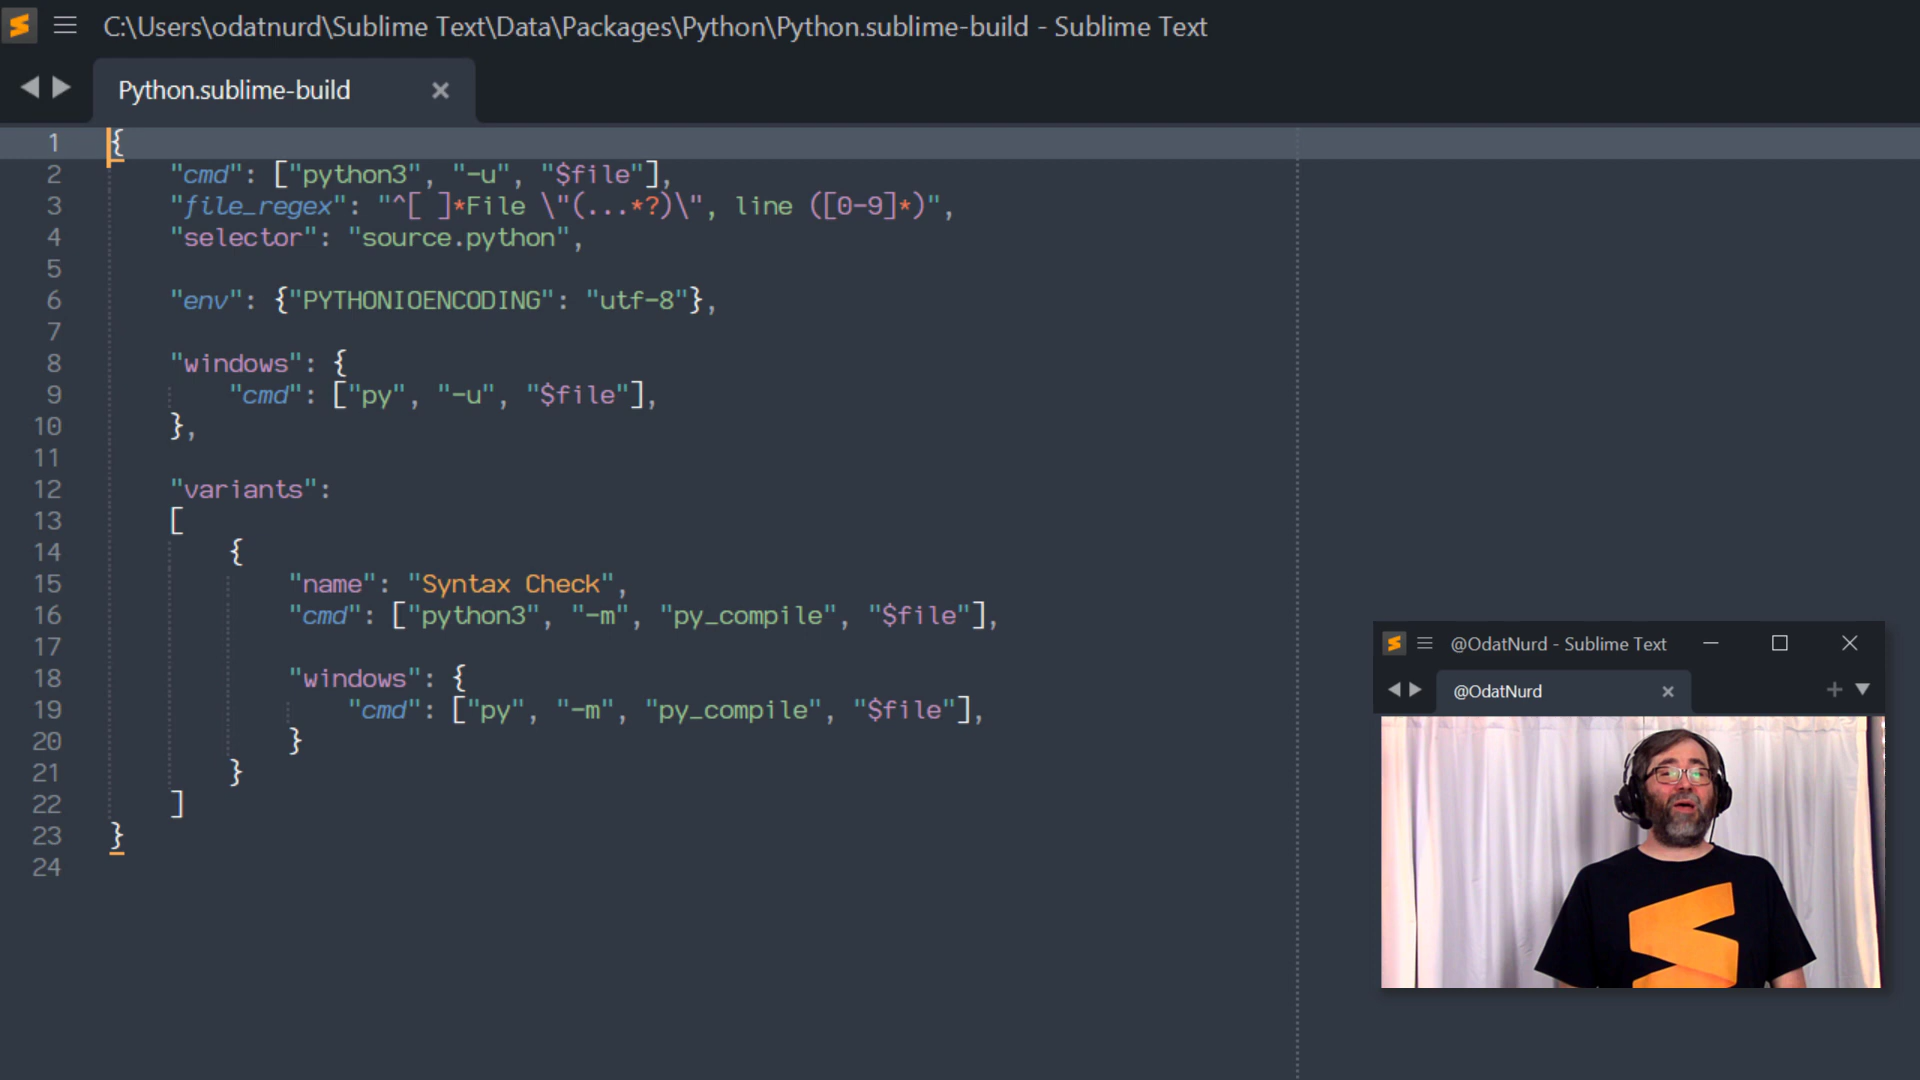 C:\Users\odatnurd\Sublime Text\Data\Packages\Python\Python.sublime-build - Sublime Text
Python.sublime-build
1 {
2 "cmd": ["python3", "-u", "$file"],
3 "file_regex": "^[ ]*File \"(...*?)\", line ([0-9]*)",
4 "selector": "source.python",
5
6 "env": {"PYTHONIOENCODING": "utf-8"},
7
8 "windows": {
9 "cmd": ["py", "-u", "$file"],
10 },
11
12 "variants":
13 [
14 {
15 "name": "Syntax Check",
16 "cmd": ["python3", "-m", "py_compile", "$file"],
17
18 "windows": {
19 "cmd": ["py", "-m", "py_compile", "$file"],
20 }
21 }
22 ]
23 }
24
@OdatNurd - Sublime Text
@OdatNurd